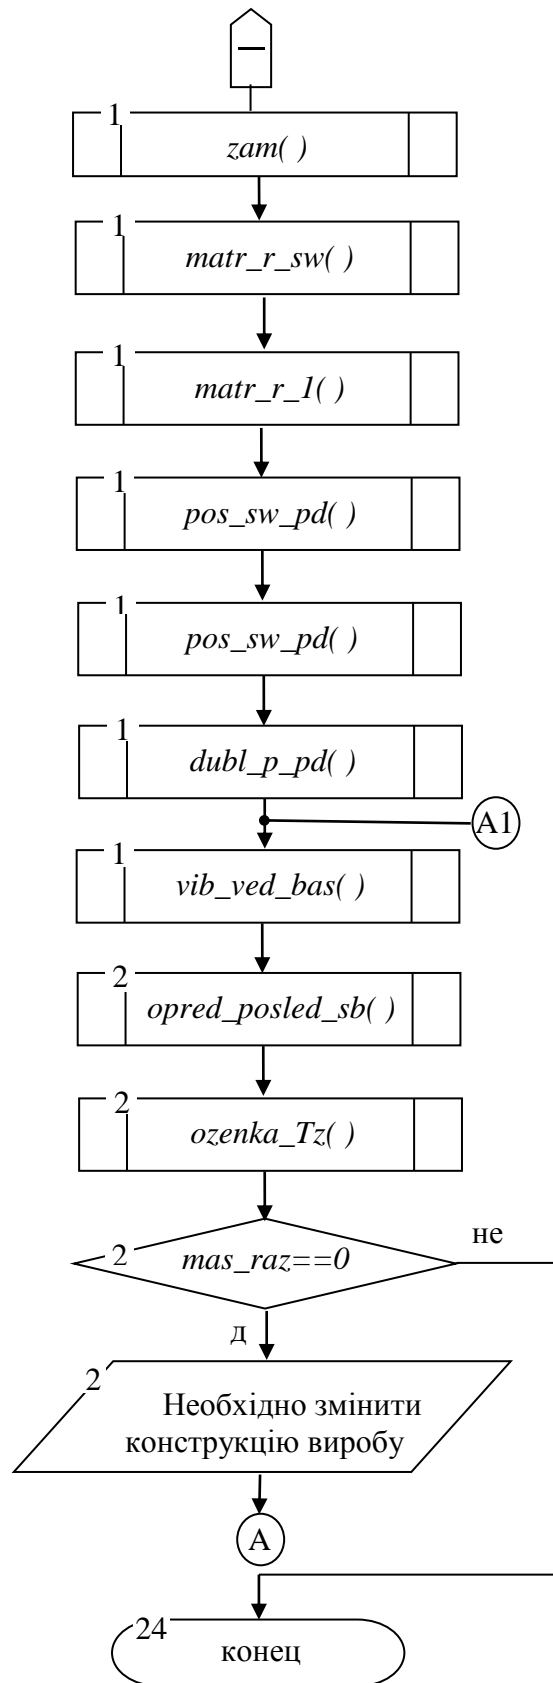 1
zam( )
1
matr_r_sw( )
1
matr_r_1( )
1
pos_sw_pd( )
1
pos_sw_pd( )
1
dubl_p_pd( )
A1
1
vib_ved_bas( )
2
opred_posled_sb( )
2
ozenka_Tz( )
2
mas_raz==0
не
д
2
Необхідно змінити
конструкцію виробу
A
24
конец